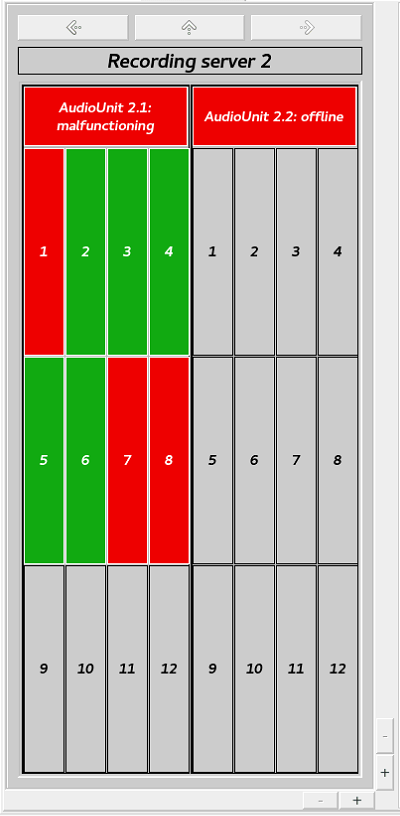 Recording server 2
AudioUnit 2.1:
malfunctioning
AudioUnit 2.2: offline
1 2 3 4 1 2 3 4
5 6 7 8 5 6 7 8
9 10 11 12 9 10 11 12
-
+
- +